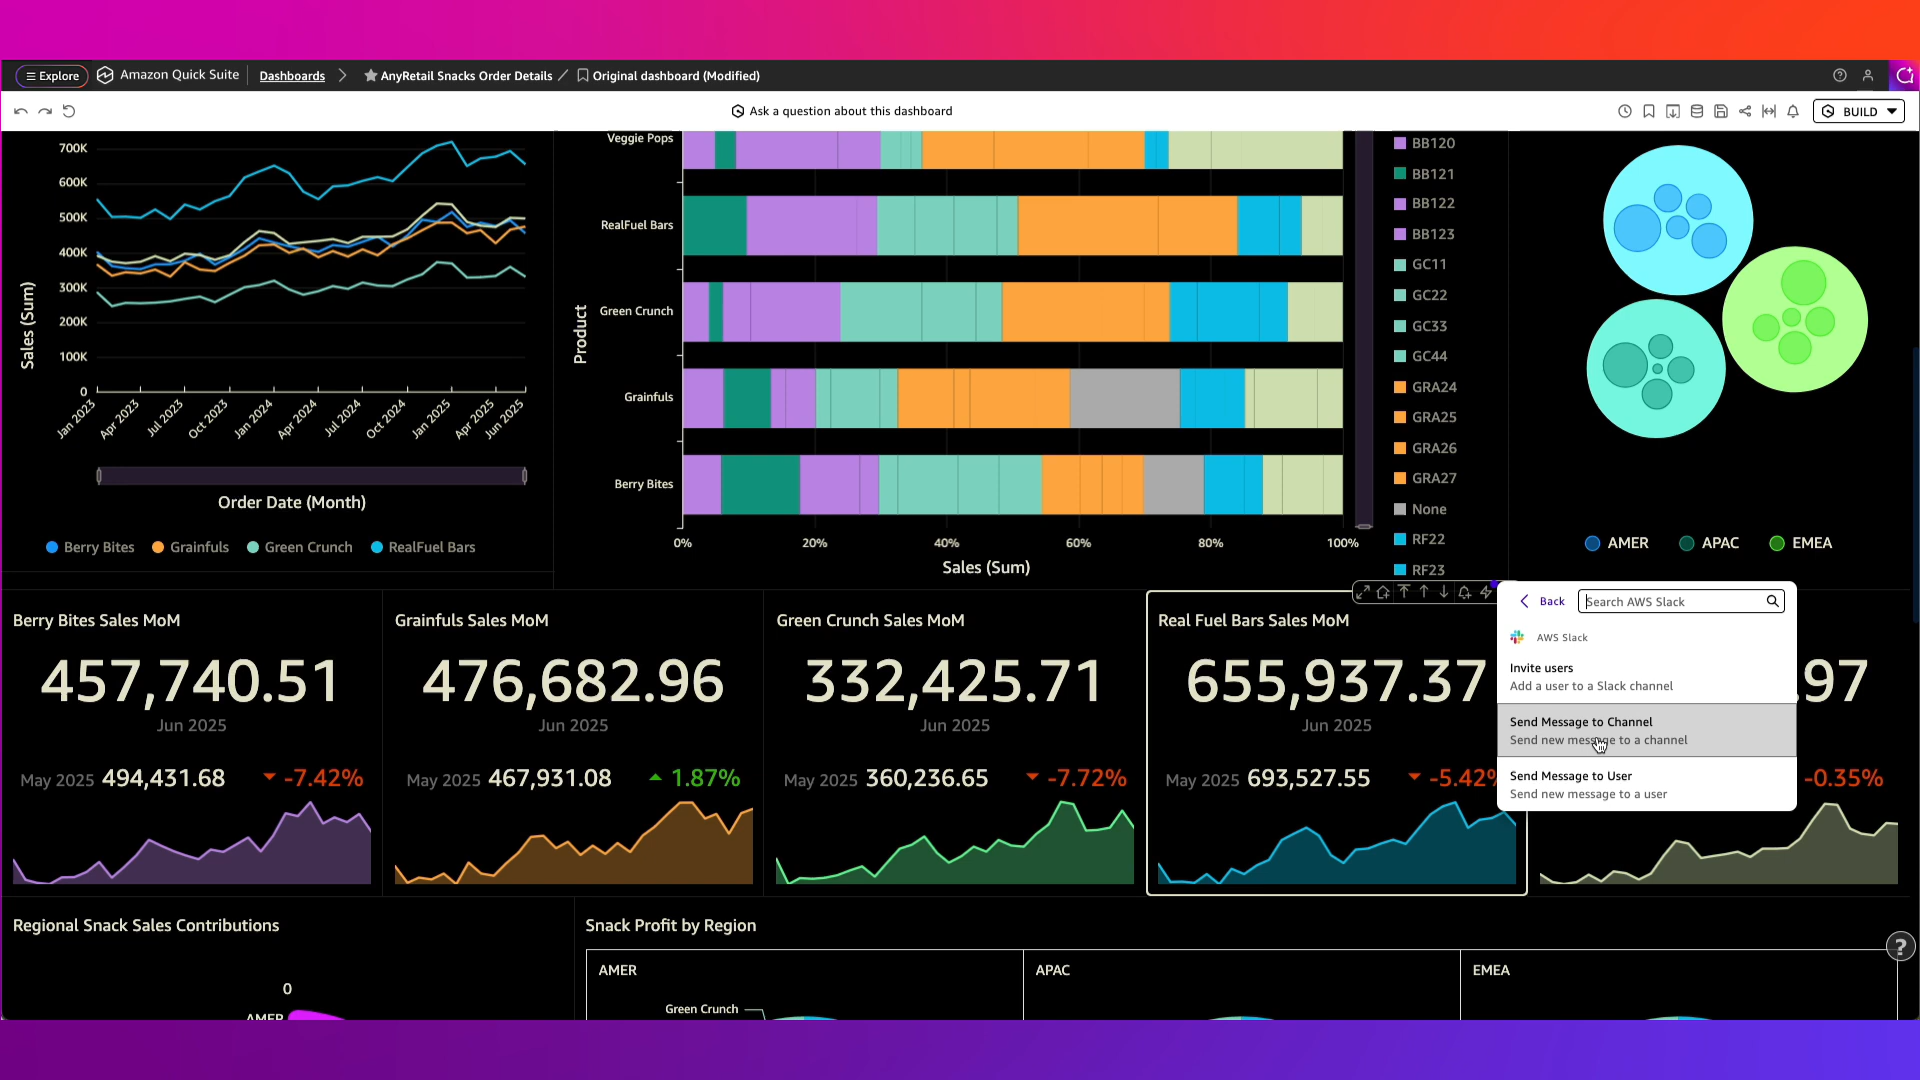 Explore
Amazon Quick Suite
Dashboards
AnyRetail Snacks Order Details / Original dashboard (Modified)
Ask a question about this dashboard
BUILD
Sales (Sum)
700K
600K
500K
400K
300K
200K
100K
0
Jan 2023
Apr 2023
Jul 2023
Oct 2023
Jan 2024
Apr 2024
Jul 2024
Oct 2024
Jan 2025
Apr 2025
Jun 2025
Order Date (Month)
Berry Bites
Grainfuls
Green Crunch
RealFuel Bars
Product
Veggie Pops
RealFuel Bars
Green Crunch
Grainfuls
Berry Bites
0%
20%
40%
60%
80%
100%
Sales (Sum)
BB120
BB121
BB122
BB123
GC11
GC22
GC33
GC44
GRA24
GRA25
GRA26
GRA27
None
RF22
RF23
AMER
APAC
EMEA
Berry Bites Sales MoM
457,740.51
Jun 2025
May 2025 494,431.68
-7.42%
Grainfuls Sales MoM
476,682.96
Jun 2025
May 2025 467,931.08
1.87%
Green Crunch Sales MoM
332,425.71
Jun 2025
May 2025 360,236.65
-7.72%
Real Fuel Bars Sales MoM
655,937.37
Jun 2025
May 2025 693,527.55
-5.42%
.97
-0.35%
Back
Search AWS Slack
AWS Slack
Invite users
Add a user to a Slack channel
Send Message to Channel
Send new message to a channel
Send Message to User
Send new message to a user
Regional Snack Sales Contributions
0
AMER
Snack Profit by Region
AMER
Green Crunch
APAC
EMEA
?